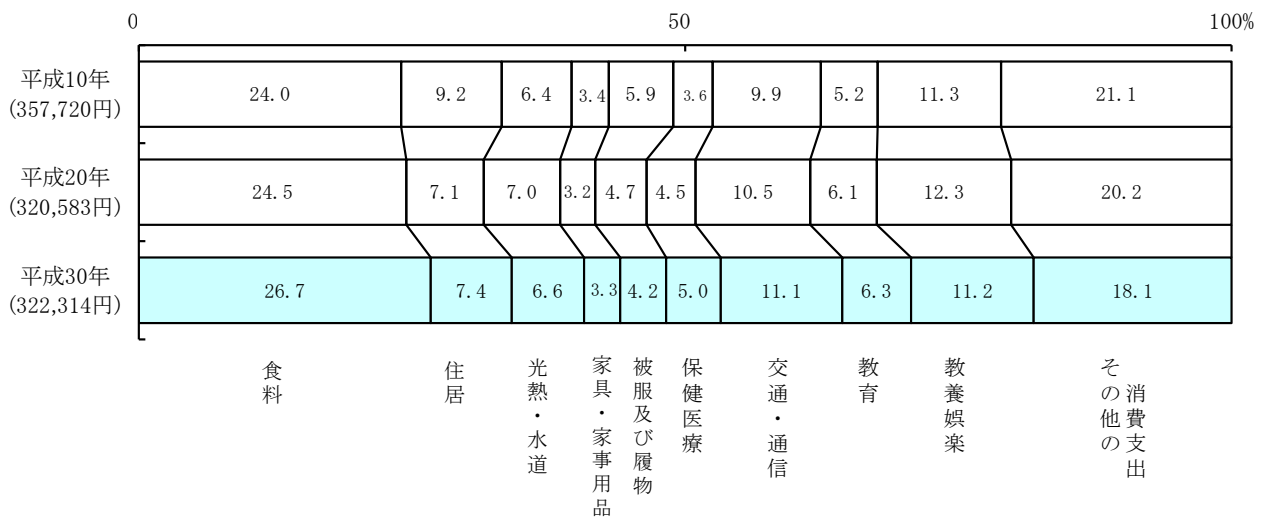 0 50 100%
平成10年 24.0 9.2 6.4 3.4 5.9 3.6 9.9 5.2 11.3 21.1
(357,720円)
平成20年 24.5 7.1 7.0 3.2 4.7 4.5 10.5 6.1 12.3 20.2
(320,583円)
平成30年 26.7 7.4 6.6 3.3 4.2 5.0 11.1 6.3 11.2 18.1
(322,314円)
食料
住居
光熱・水道
家具・家事用品
被服及び履物
保健医療
交通・通信
教育
教養娯楽
その他の
消費支出